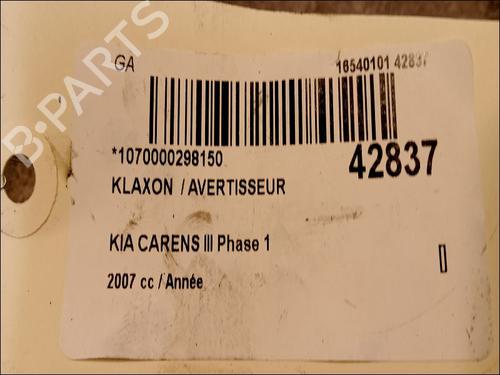 B-PARTS
GA
16540101 42837
*1070000298150
42837
KLAXON / AVERTISSEUR
KIA CARENS III Phase 1
2007 cc / Année